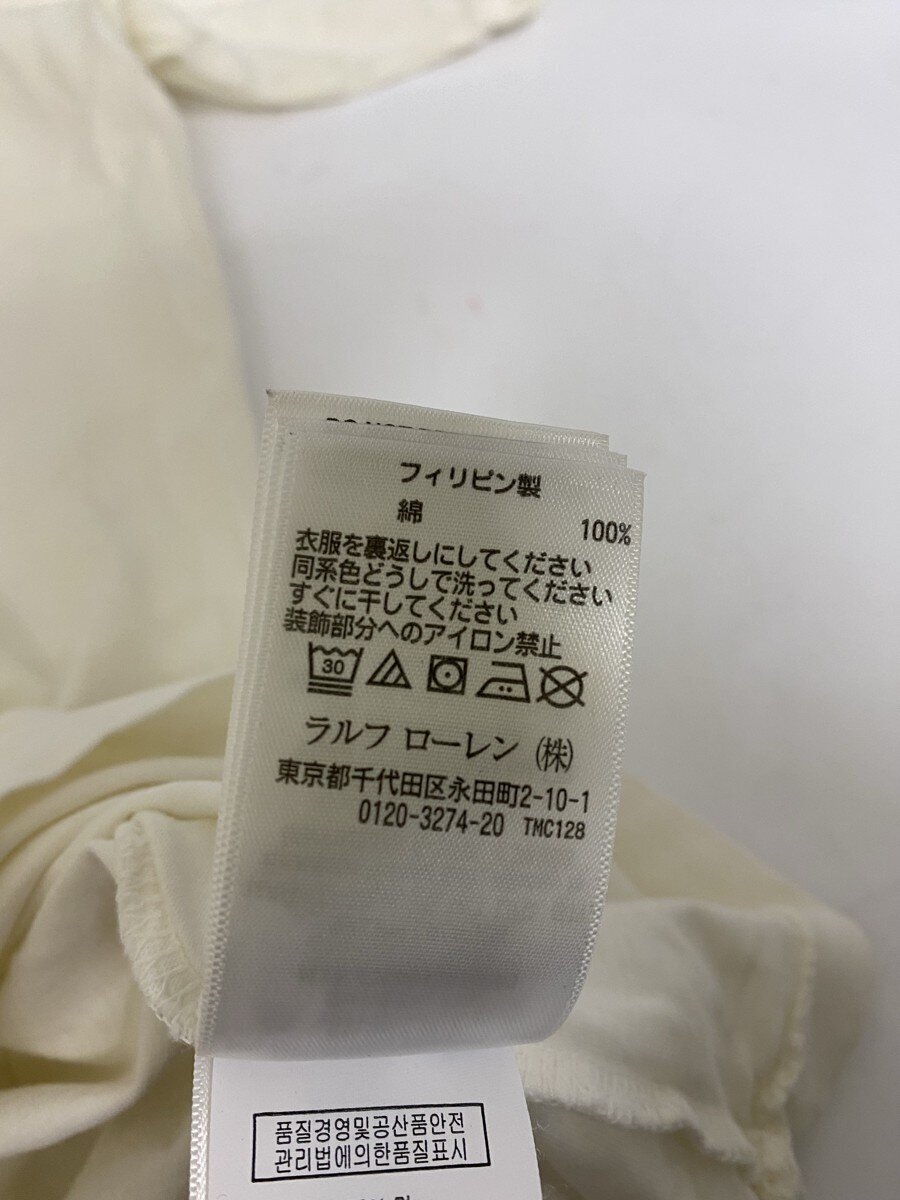 フィリピン製
綿 100%
衣服を裏返しにしてください
同系色どうしで洗ってください
すぐに干してください
装飾部分へのアイロン禁止
30
ラルフ ローレン (株)
東京都千代田区永田町2-10-1
0120-3274-20 TMC128
품질경영및공산품안전
관리법에의한품질표시